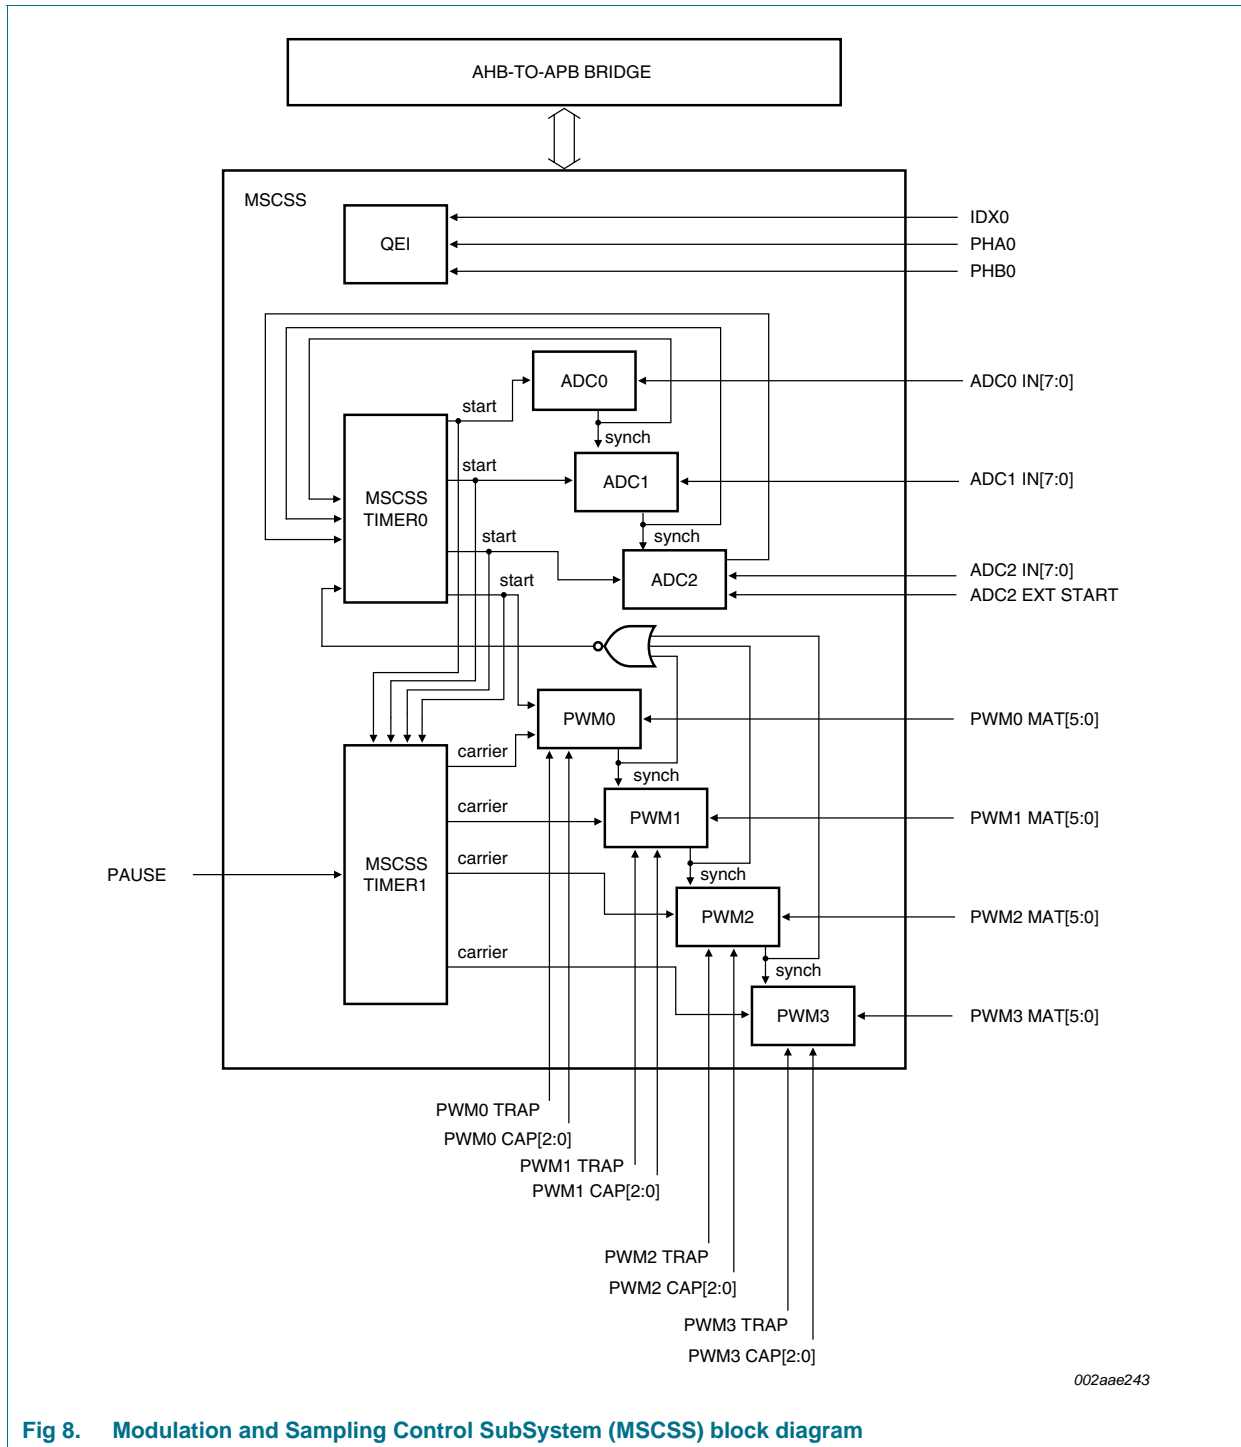 AHB-TO-APB BRIDGE
MSCSS
QEI
IDX0
PHA0
PHB0
ADC0
ADC0 IN[7:0]
start
synch
start
ADC1
ADC1 IN[7:0]
MSCSS
TIMER0
start
synch
ADC2
ADC2 IN[7:0]
start
ADC2 EXT START
PWM0
PWM0 MAT[5:0]
carrier
synch
carrier
PWM1
PWM1 MAT[5:0]
carrier
MSCSS
TIMER1
PAUSE
synch
PWM2
PWM2 MAT[5:0]
carrier
synch
PWM3
PWM3 MAT[5:0]
PWM0 TRAP
PWM0 CAP[2:0]
PWM1 TRAP
PWM1 CAP[2:0]
PWM2 TRAP
PWM2 CAP[2:0]
PWM3 TRAP
PWM3 CAP[2:0]
002aae243
Fig 8. Modulation and Sampling Control SubSystem (MSCSS) block diagram